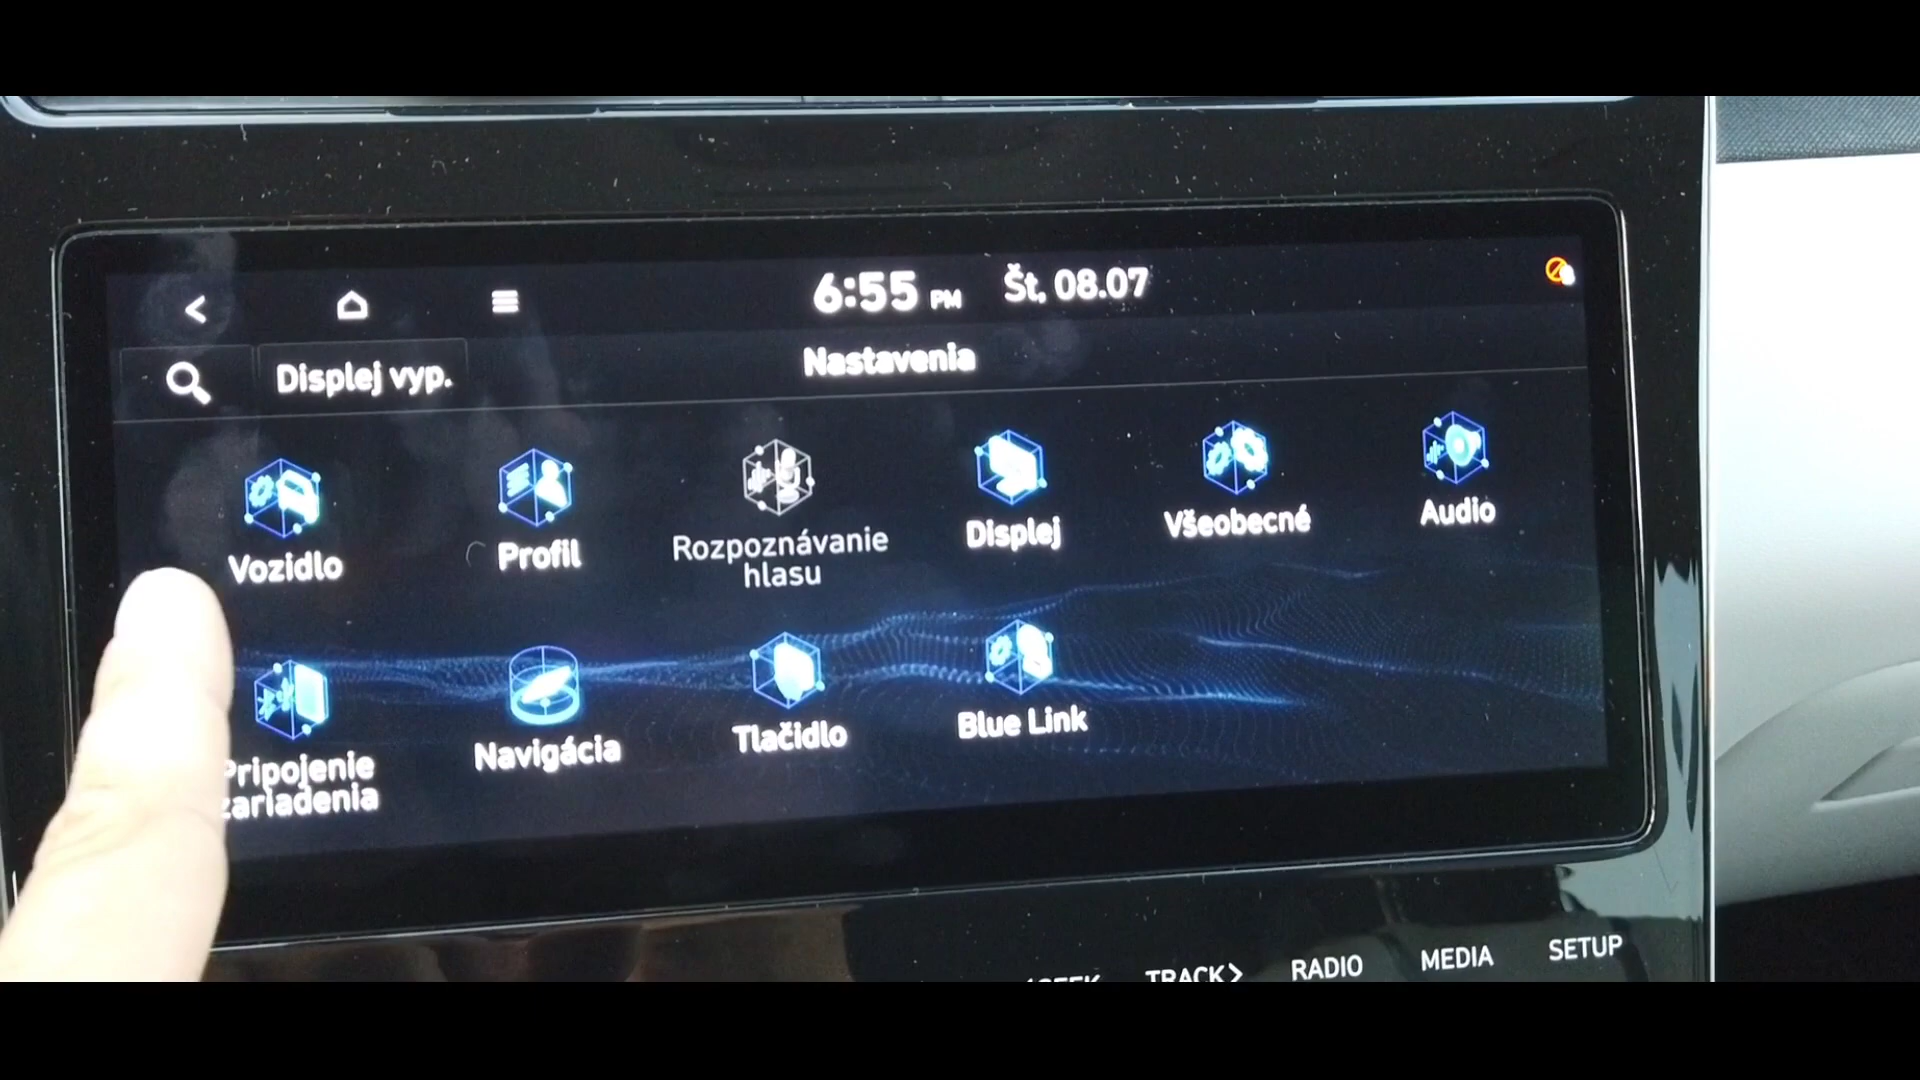 6:55 PM Št, 08.07
Displej vyp.
Nastavenia
Vozidlo
Profil
Rozpoznávanie
hlasu
Displej
Všeobecné
Audio
Pripojenie
zariadenia
Navigácia
Tlačidlo
Blue Link
TRACK>
RADIO
MEDIA
SETUP